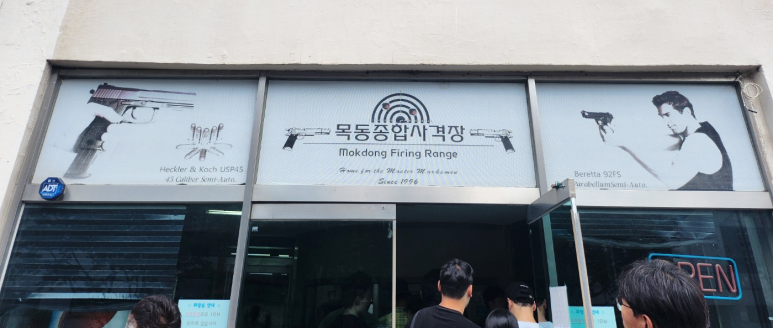 Heckler & Koch USP45
45 Caliber Semi-Auto.
목동종합사격장
Mokdong Firing Range
Home for the Master Marksmen
Since 1996
Beretta 92FS
Parabellum Semi-Auto.
ADT
OPEN